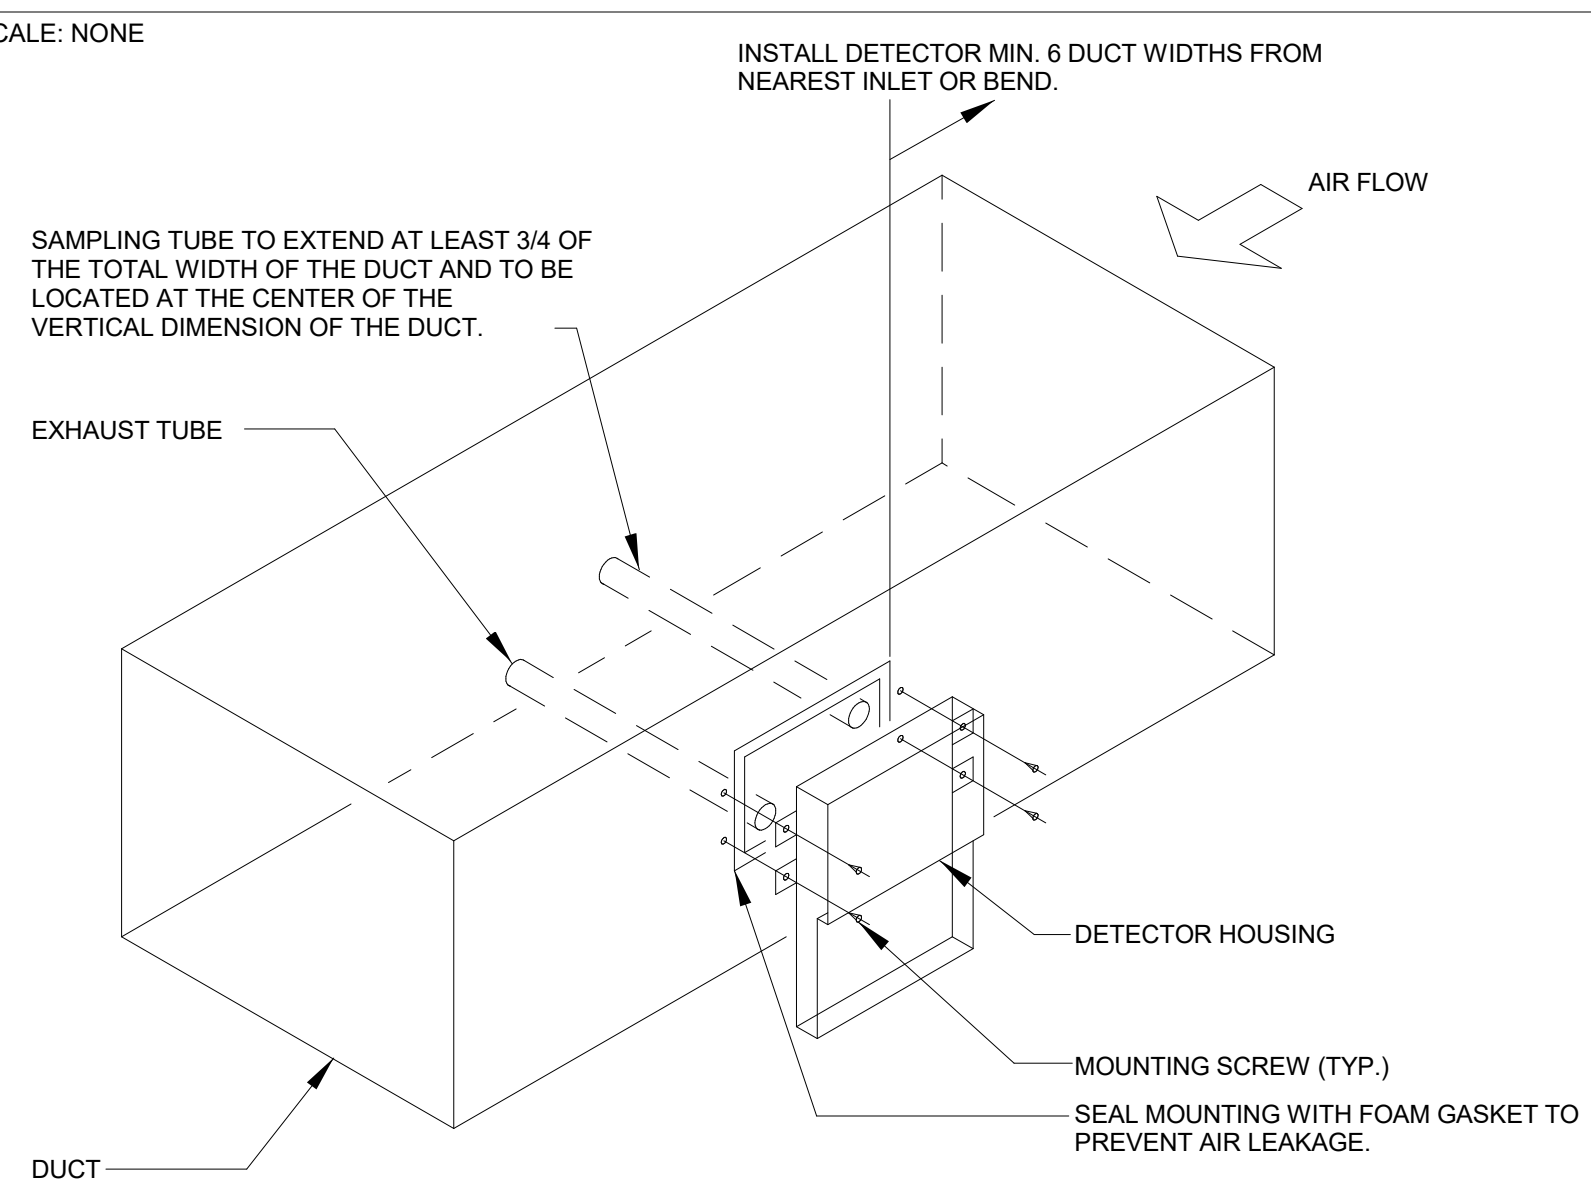 CALE: NONE
INSTALL DETECTOR MIN. 6 DUCT WIDTHS FROM
NEAREST INLET OR BEND.
AIR FLOW
SAMPLING TUBE TO EXTEND AT LEAST 3/4 OF
THE TOTAL WIDTH OF THE DUCT AND TO BE
LOCATED AT THE CENTER OF THE
VERTICAL DIMENSION OF THE DUCT.
EXHAUST TUBE
DETECTOR HOUSING
MOUNTING SCREW (TYP.)
SEAL MOUNTING WITH FOAM GASKET TO
PREVENT AIR LEAKAGE.
DUCT